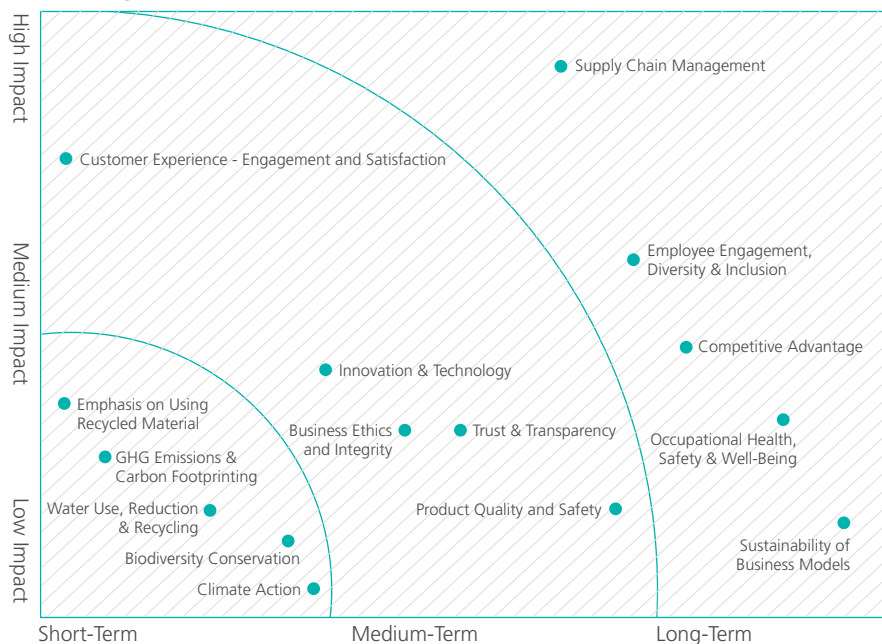 High Impact
Medium Impact
Low Impact
Supply Chain Management
Customer Experience - Engagement and Satisfaction
Employee Engagement,
Diversity & Inclusion
Competitive Advantage
Innovation & Technology
Emphasis on Using
Recycled Material
Business Ethics
and Integrity
Trust & Transparency
Occupational Health,
Safety & Well-Being
GHG Emissions &
Carbon Footprinting
Water Use, Reduction
& Recycling
Product Quality and Safety
Biodiversity Conservation
Sustainability of
Business Models
Climate Action
Short-Term
Medium-Term
Long-Term